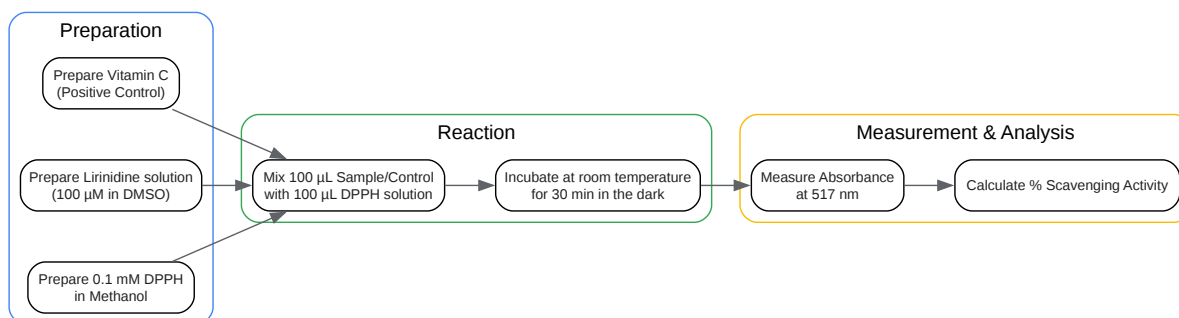 Preparation
Prepare Vitamin C
(Positive Control)
Prepare Lirinidine solution
(100 µM in DMSO)
Prepare 0.1 mM DPPH
in Methanol
Reaction
Mix 100 µL Sample/Control
with 100 µL DPPH solution
Incubate at room temperature
for 30 min in the dark
Measurement & Analysis
Measure Absorbance
at 517 nm
Calculate % Scavenging Activity